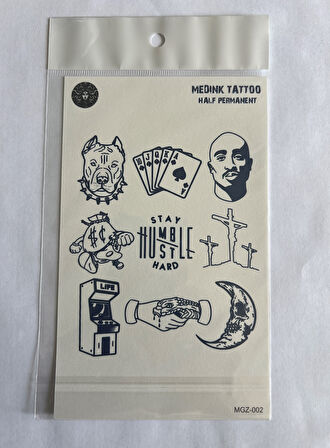 MEDINK TATTOO
HALF PERMANENT
STAY
HUMBLE
HUSTLE
HARD
LIFE
MGZ-002